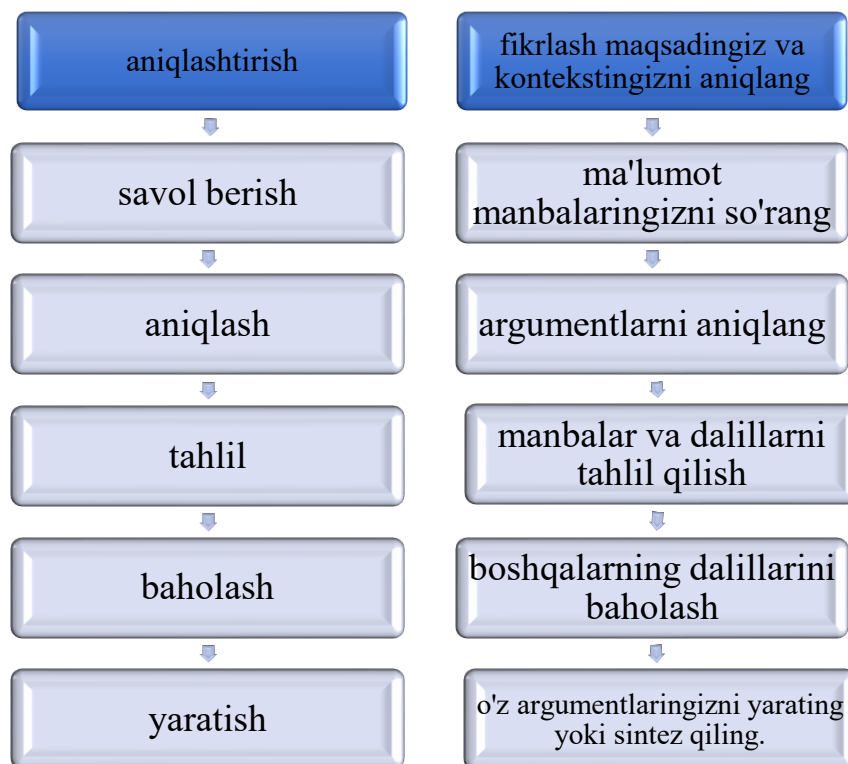 aniqlashtirish
savol berish
aniqlash
tahlil
baholash
yaratish
fikrlash maqsadingiz va
kontekstingizni aniqlang
ma'lumot
manbalaringizni so'rang
argumentlarni aniqlang
manbalar va dalillarni
tahlil qilish
boshqalarning dalillarini
baholash
o'z argumentlaringizni yarating
yoki sintez qiling.